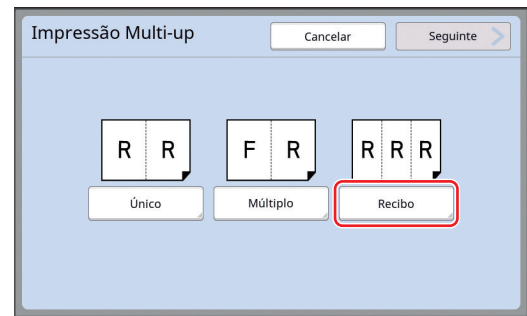 Impressão Multi-up
Cancelar
Seguinte
R R
F R
R R R
Único
Múltiplo
Recibo